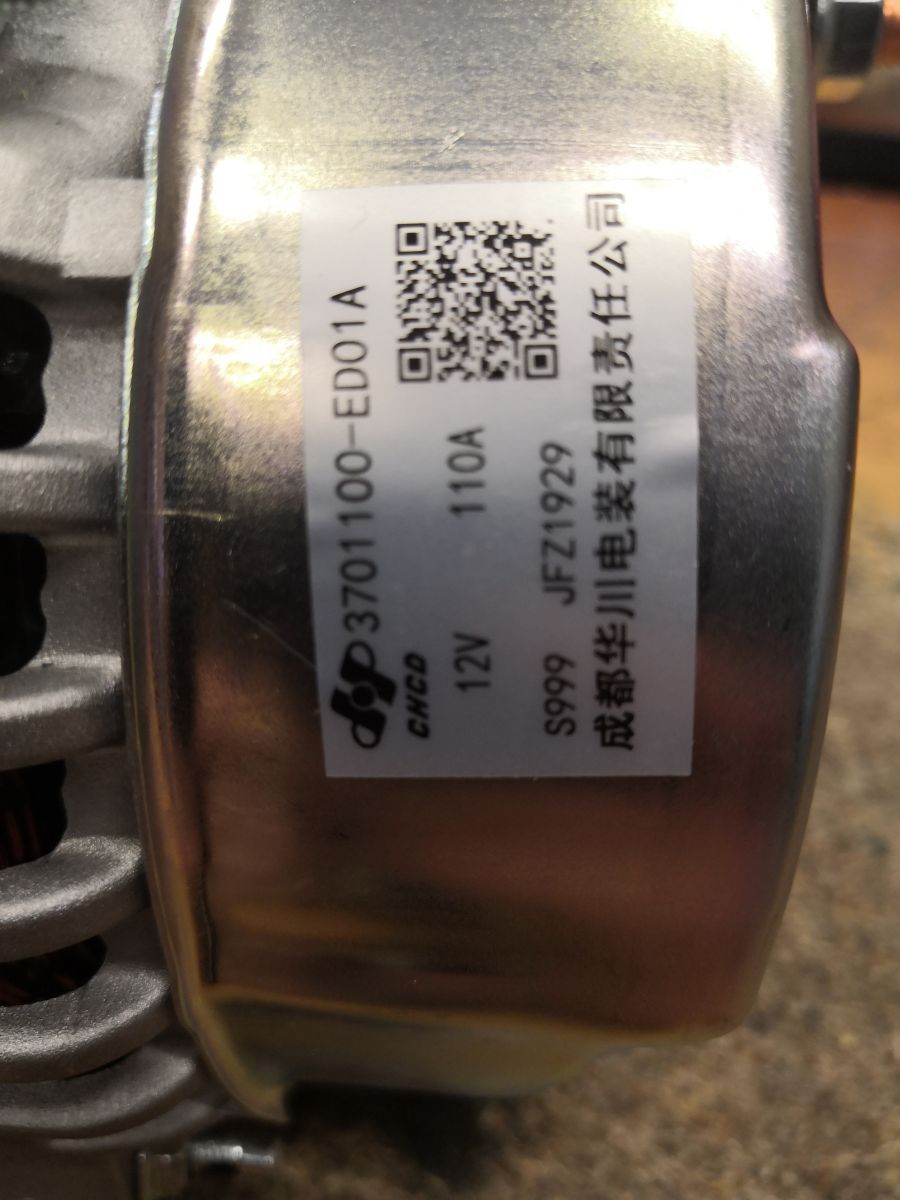 3701100-ED01A
CHCD
12V 110A
S999 JFZ1929
成都华川电装有限责任公司